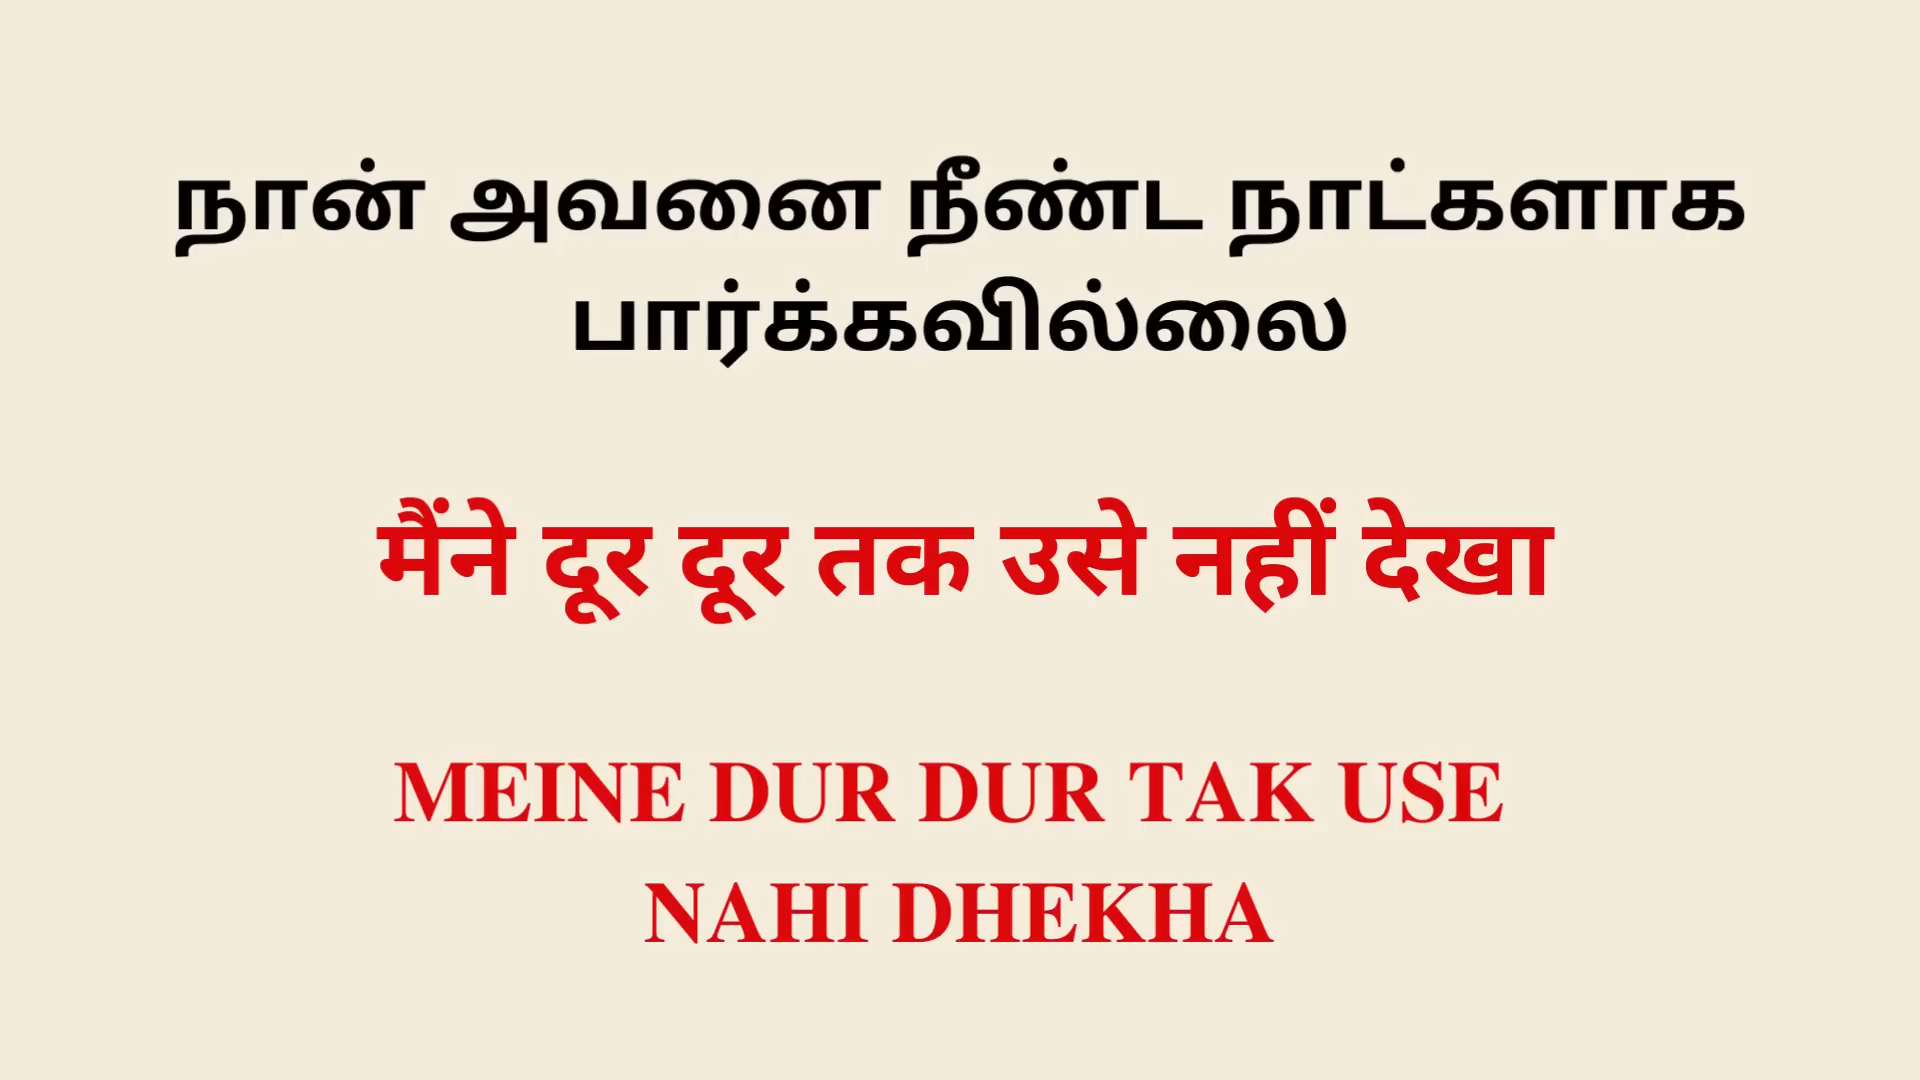 நான் அவனை நீண்ட நாட்களாக
பார்க்கவில்லை
मैंने दूर दूर तक उसे नहीं देखा
MEINE DUR DUR TAK USE
NAHI DHEKHA